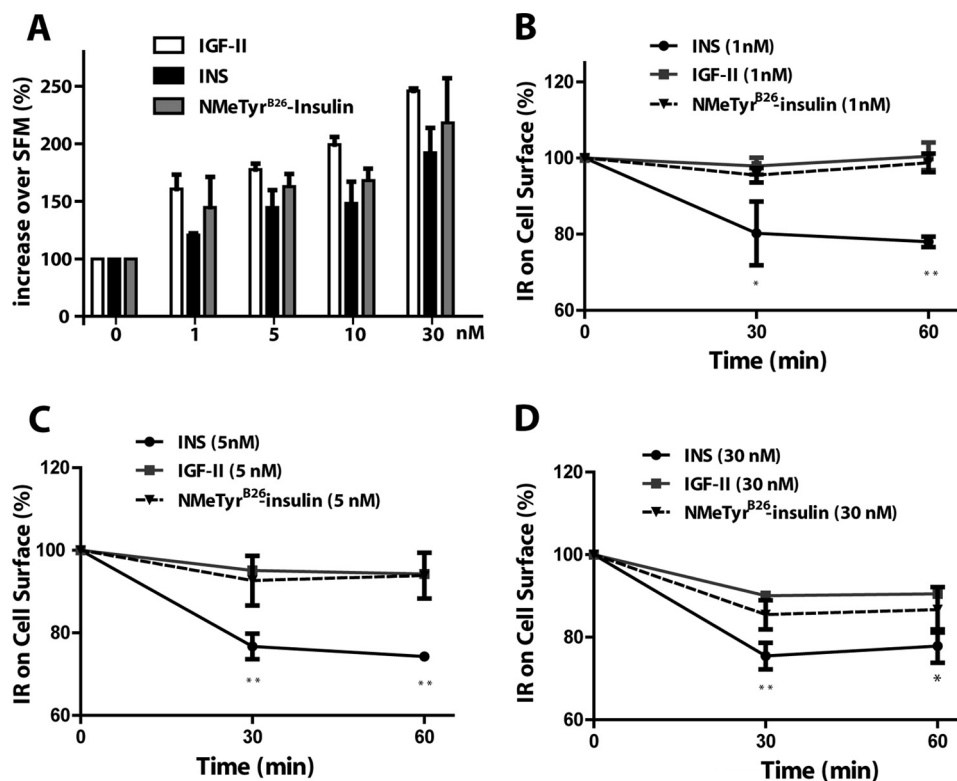 A
IGF-II
INS
NMeTyrᴮ²⁶-Insulin
increase over SFM (%)
250
200
150
100
0
0 1 5 10 30 nM
B
INS (1nM)
IGF-II (1nM)
NMeTyrᴮ²⁶-insulin (1nM)
IR on Cell Surface (%)
120
100
80
60
* **
0 30 60
Time (min)
C
INS (5nM)
IGF-II (5 nM)
NMeTyrᴮ²⁶-insulin (5 nM)
IR on Cell Surface (%)
120
100
80
60
** **
0 30 60
Time (min)
D
INS (30 nM)
IGF-II (30 nM)
NMeTyrᴮ²⁶-insulin (30 nM)
IR on Cell Surface (%)
120
100
80
60
** *
0 30 60
Time (min)